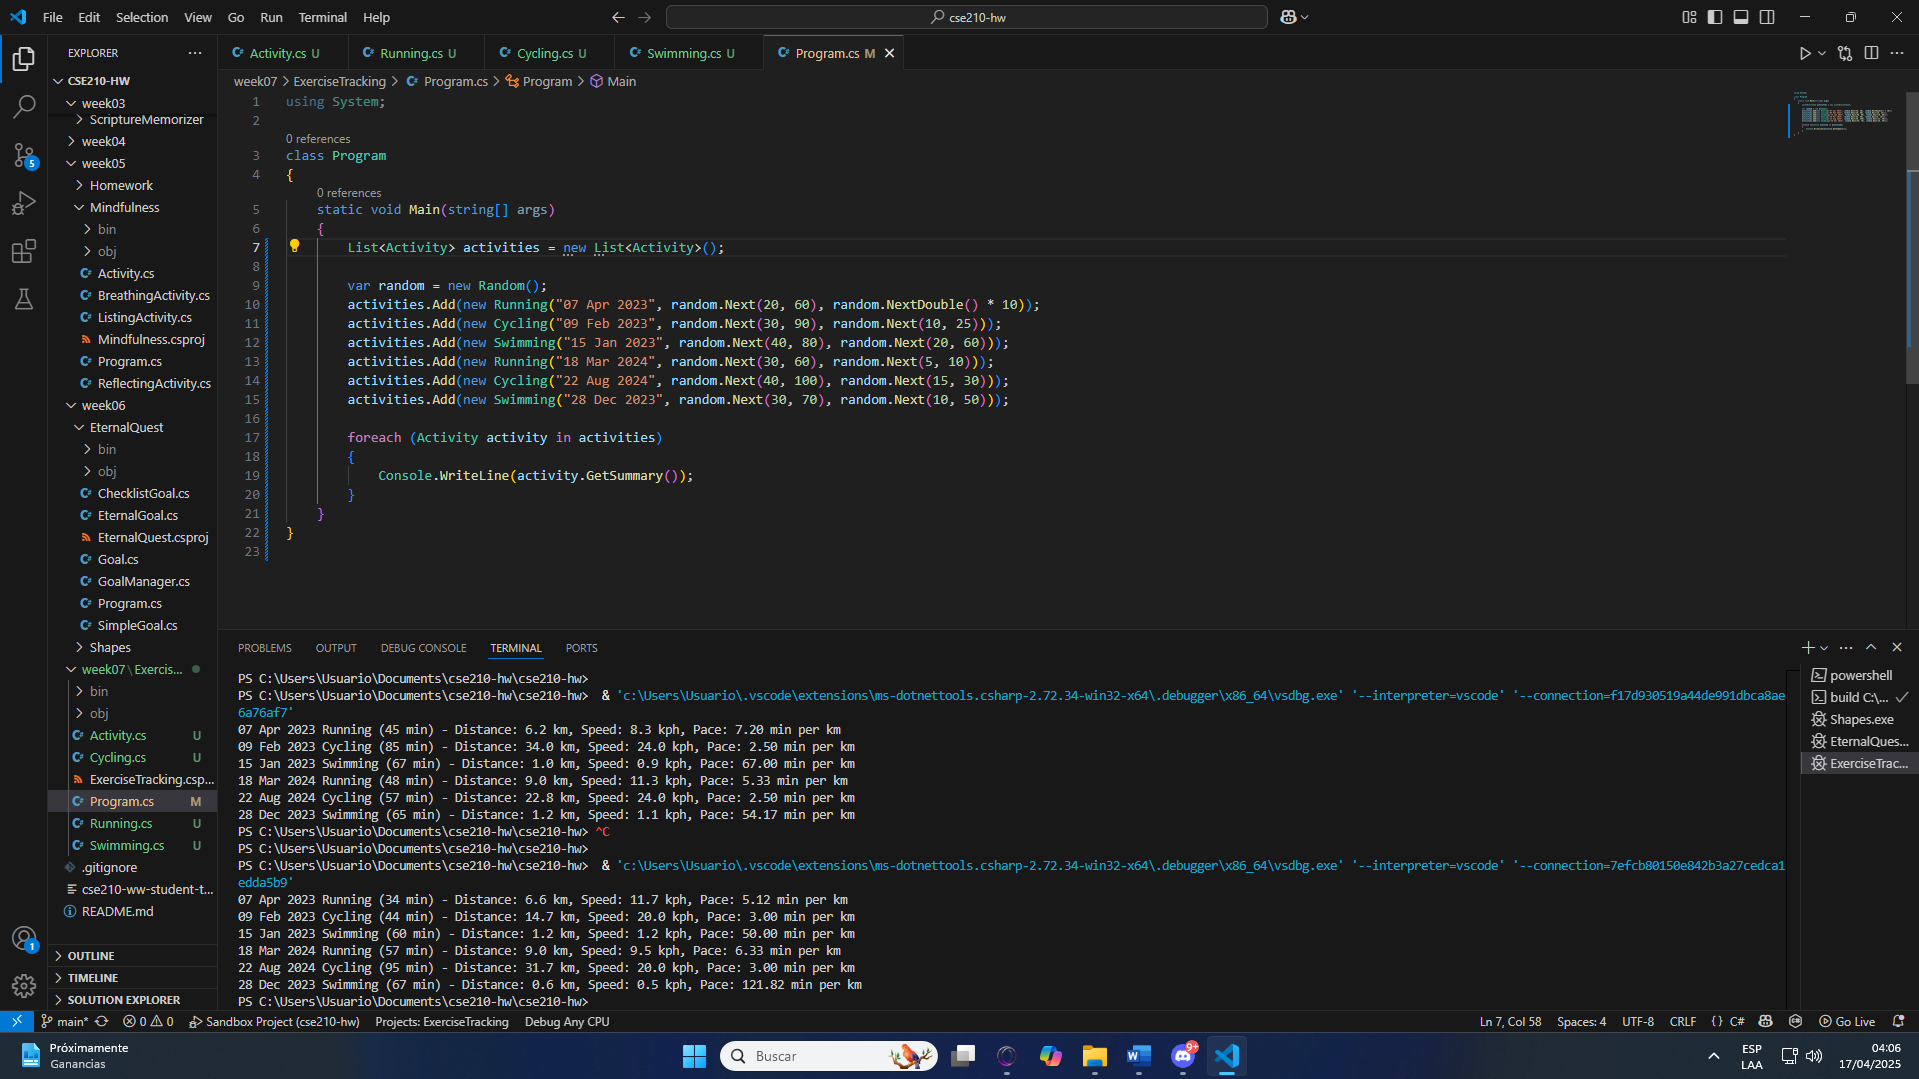 File Edit Selection View Go Run Terminal Help
cse210-hw
EXPLORER
CSE210-HW
week03
ScriptureMemorizer
week04
week05
Homework
Mindfulness
bin
obj
Activity.cs
BreathingActivity.cs
ListingActivity.cs
Mindfulness.csproj
Program.cs
ReflectingActivity.cs
week06
EternalQuest
bin
obj
ChecklistGoal.cs
EternalGoal.cs
EternalQuest.csproj
Goal.cs
GoalManager.cs
Program.cs
SimpleGoal.cs
Shapes
week07\Exercis...
bin
obj
Activity.cs U
Cycling.cs U
ExerciseTracking.csp...
Program.cs M
Running.cs U
Swimming.cs U
.gitignore
cse210-ww-student-t...
README.md
OUTLINE
TIMELINE
SOLUTION EXPLORER
5
1
Activity.cs U Running.cs U Cycling.cs U Swimming.cs U Program.cs M
week07 > ExerciseTracking > Program.cs > Program > Main
1 using System;
2
0 references
3 class Program
4 {
0 references
5 static void Main(string[] args)
6 {
7 List<Activity> activities = new List<Activity>();
8
9 var random = new Random();
10 activities.Add(new Running("07 Apr 2023", random.Next(20, 60), random.NextDouble() * 10));
11 activities.Add(new Cycling("09 Feb 2023", random.Next(30, 90), random.Next(10, 25)));
12 activities.Add(new Swimming("15 Jan 2023", random.Next(40, 80), random.Next(20, 60)));
13 activities.Add(new Running("18 Mar 2024", random.Next(30, 60), random.Next(5, 10)));
14 activities.Add(new Cycling("22 Aug 2024", random.Next(40, 100), random.Next(15, 30)));
15 activities.Add(new Swimming("28 Dec 2023", random.Next(30, 70), random.Next(10, 50)));
16
17 foreach (Activity activity in activities)
18 {
19 Console.WriteLine(activity.GetSummary());
20 }
21 }
22 }
23
PROBLEMS OUTPUT DEBUG CONSOLE TERMINAL PORTS
PS C:\Users\Usuario\Documents\cse210-hw\cse210-hw>
PS C:\Users\Usuario\Documents\cse210-hw\cse210-hw> & 'c:\Users\Usuario\.vscode\extensions\ms-dotnettools.csharp-2.72.34-win32-x64\.debugger\x86_64\vsdbg.exe' '--interpreter=vscode' '--connection=f17d930519a44de991dbca8ae
6a76af7'
07 Apr 2023 Running (45 min) - Distance: 6.2 km, Speed: 8.3 kph, Pace: 7.20 min per km
09 Feb 2023 Cycling (85 min) - Distance: 34.0 km, Speed: 24.0 kph, Pace: 2.50 min per km
15 Jan 2023 Swimming (67 min) - Distance: 1.0 km, Speed: 0.9 kph, Pace: 67.00 min per km
18 Mar 2024 Running (48 min) - Distance: 9.0 km, Speed: 11.3 kph, Pace: 5.33 min per km
22 Aug 2024 Cycling (57 min) - Distance: 22.8 km, Speed: 24.0 kph, Pace: 2.50 min per km
28 Dec 2023 Swimming (65 min) - Distance: 1.2 km, Speed: 1.1 kph, Pace: 54.17 min per km
PS C:\Users\Usuario\Documents\cse210-hw\cse210-hw> ^C
PS C:\Users\Usuario\Documents\cse210-hw\cse210-hw>
PS C:\Users\Usuario\Documents\cse210-hw\cse210-hw> & 'c:\Users\Usuario\.vscode\extensions\ms-dotnettools.csharp-2.72.34-win32-x64\.debugger\x86_64\vsdbg.exe' '--interpreter=vscode' '--connection=7efcb80150e842b3a27cedca1
edda5b9'
07 Apr 2023 Running (34 min) - Distance: 6.6 km, Speed: 11.7 kph, Pace: 5.12 min per km
09 Feb 2023 Cycling (44 min) - Distance: 14.7 km, Speed: 20.0 kph, Pace: 3.00 min per km
15 Jan 2023 Swimming (60 min) - Distance: 1.2 km, Speed: 1.2 kph, Pace: 50.00 min per km
18 Mar 2024 Running (57 min) - Distance: 9.0 km, Speed: 9.5 kph, Pace: 6.33 min per km
22 Aug 2024 Cycling (95 min) - Distance: 31.7 km, Speed: 20.0 kph, Pace: 3.00 min per km
28 Dec 2023 Swimming (67 min) - Distance: 0.6 km, Speed: 0.5 kph, Pace: 121.82 min per km
PS C:\Users\Usuario\Documents\cse210-hw\cse210-hw>
powershell
build C:\...
Shapes.exe
EternalQues...
ExerciseTrac...
main* 0 0 Sandbox Project (cse210-hw) Projects: ExerciseTracking Debug Any CPU
Ln 7, Col 58 Spaces: 4 UTF-8 CRLF {} C# Go Live
Próximamente
Ganancias
Buscar
9+
ESP
LAA
04:06
17/04/2025